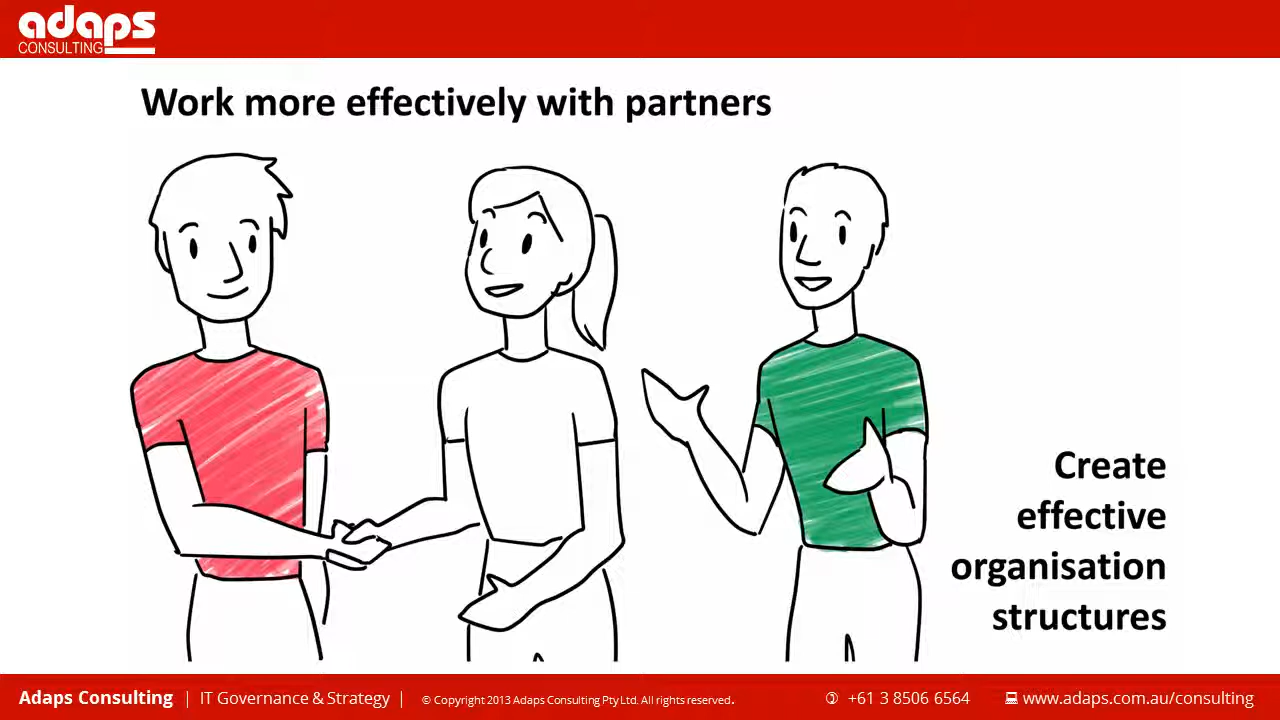 adaps
CONSULTING
Work more effectively with partners
Create
effective
organisation
structures
Adaps Consulting | IT Governance & Strategy | © Copyright 2013 Adaps Consulting Pty Ltd. All rights reserved. +61 3 8506 6564 www.adaps.com.au/consulting